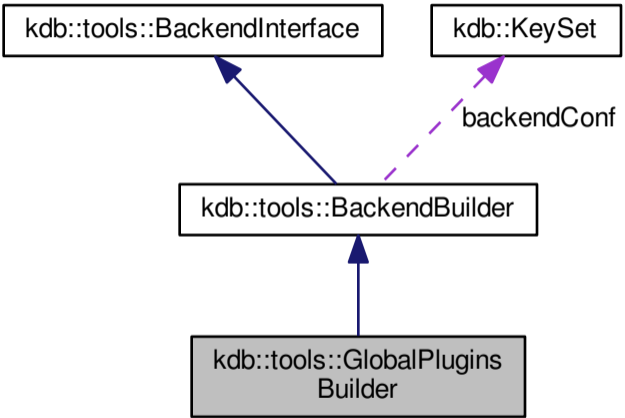 kdb::tools::BackendInterface
kdb::KeySet
backendConf
kdb::tools::BackendBuilder
kdb::tools::GlobalPlugins
Builder